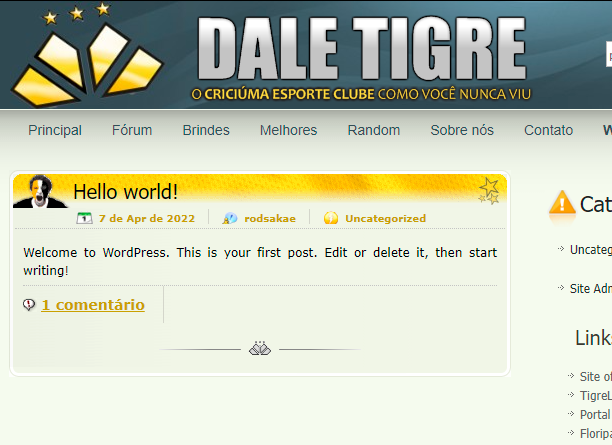 DALE TIGRE
O CRICIÚMA ESPORTE CLUBE COMO VOCÊ NUNCA VIU
Principal Fórum Brindes Melhores Random Sobre nós Contato
Hello world!
7 de Apr de 2022 rodsakae Uncategorized
Welcome to WordPress. This is your first post. Edit or delete it, then start
writing!
1 comentário
Cat
Uncateg
Site Adr
Links
Site of
TigreL
Portal
Floripa